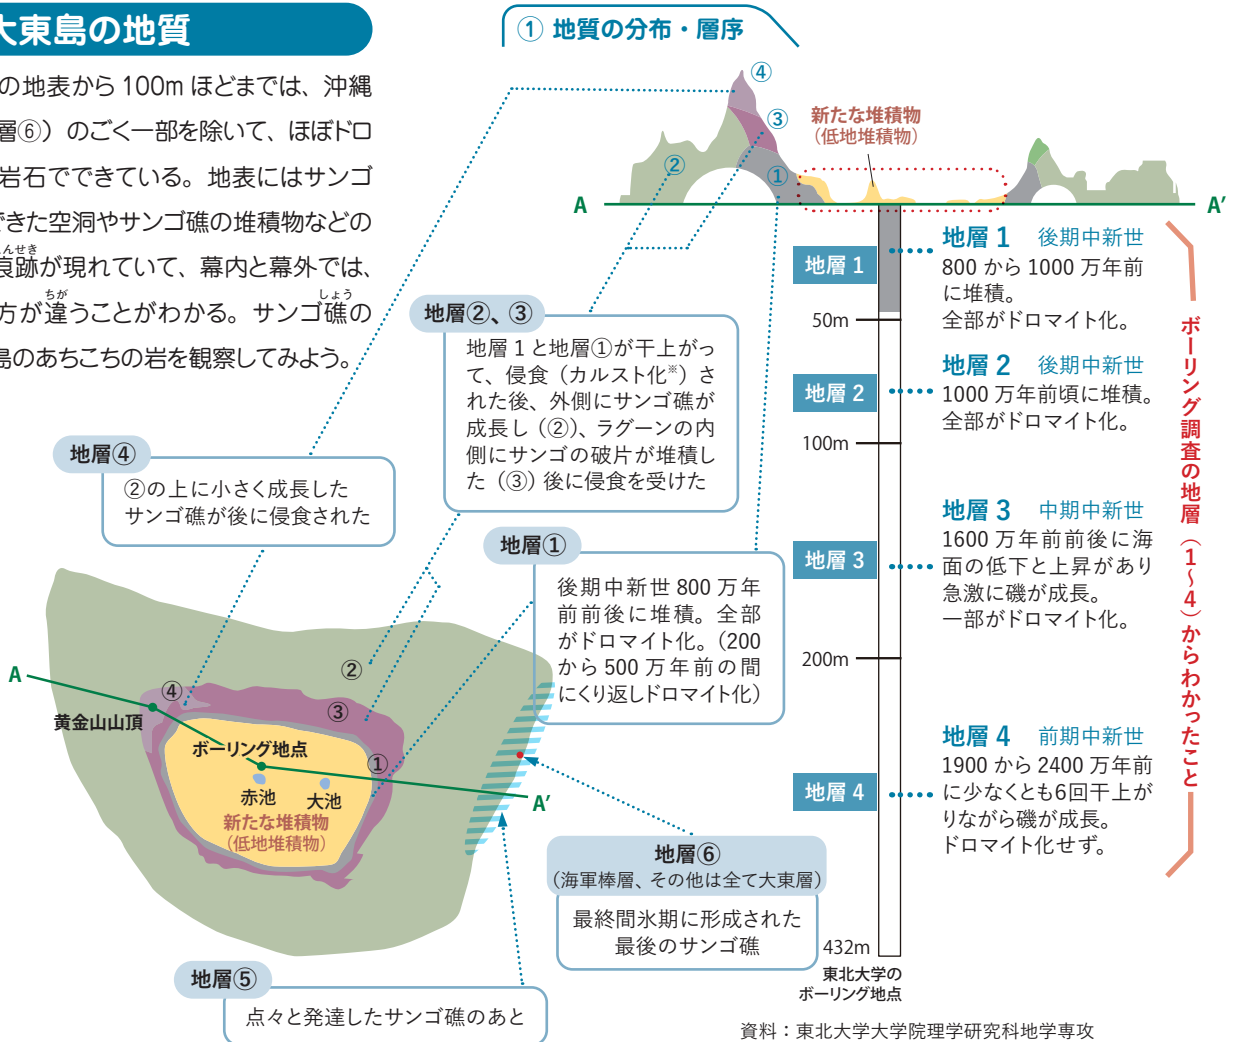 大東島の地質
の地表から100mほどまでは、沖縄
層⑥）のごく一部を除いて、ほぼドロ
岩石でできている。地表にはサンゴ
できた空洞やサンゴ礁の堆積物などの
痕跡が現れていて、幕内と幕外では、
方が違うことがわかる。サンゴ礁の
島のあちこちの岩を観察してみよう。
んせき
ちが
しょう
① 地質の分布・層序
④
③
②
①
新たな堆積物
（低地堆積物）
A
A’
地層②、③
地層1と地層①が干上がっ
て、侵食（カルスト化※）さ
れた後、外側にサンゴ礁が
成長し（②）、ラグーンの内
側にサンゴの破片が堆積し
た（③）後に侵食を受けた
地層④
②の上に小さく成長した
サンゴ礁が後に侵食された
地層①
後期中新世800万年
前前後に堆積。全部
がドロマイト化。（200
から500万年前の間
にくり返しドロマイト化）
A
黄金山山頂
④
②
③
①
ボーリング地点
赤池
大池
新たな堆積物
（低地堆積物）
A’
地層⑥
（海軍棒層、その他は全て大東層）
最終間氷期に形成された
最後のサンゴ礁
地層⑤
点々と発達したサンゴ礁のあと
地層1
50m
地層2
100m
地層3
200m
地層4
432m
東北大学の
ボーリング地点
地層1 後期中新世
800から1000万年前
に堆積。
全部がドロマイト化。
地層2 後期中新世
1000万年前頃に堆積。
全部がドロマイト化。
地層3 中期中新世
1600万年前前後に海
面の低下と上昇があり
急激に磯が成長。
一部がドロマイト化。
地層4 前期中新世
1900から2400万年前
に少なくとも6回干上が
りながら磯が成長。
ドロマイト化せず。
ボーリング調査の地層（1〜4）からわかったこと
資料：東北大学大学院理学研究科地学専攻